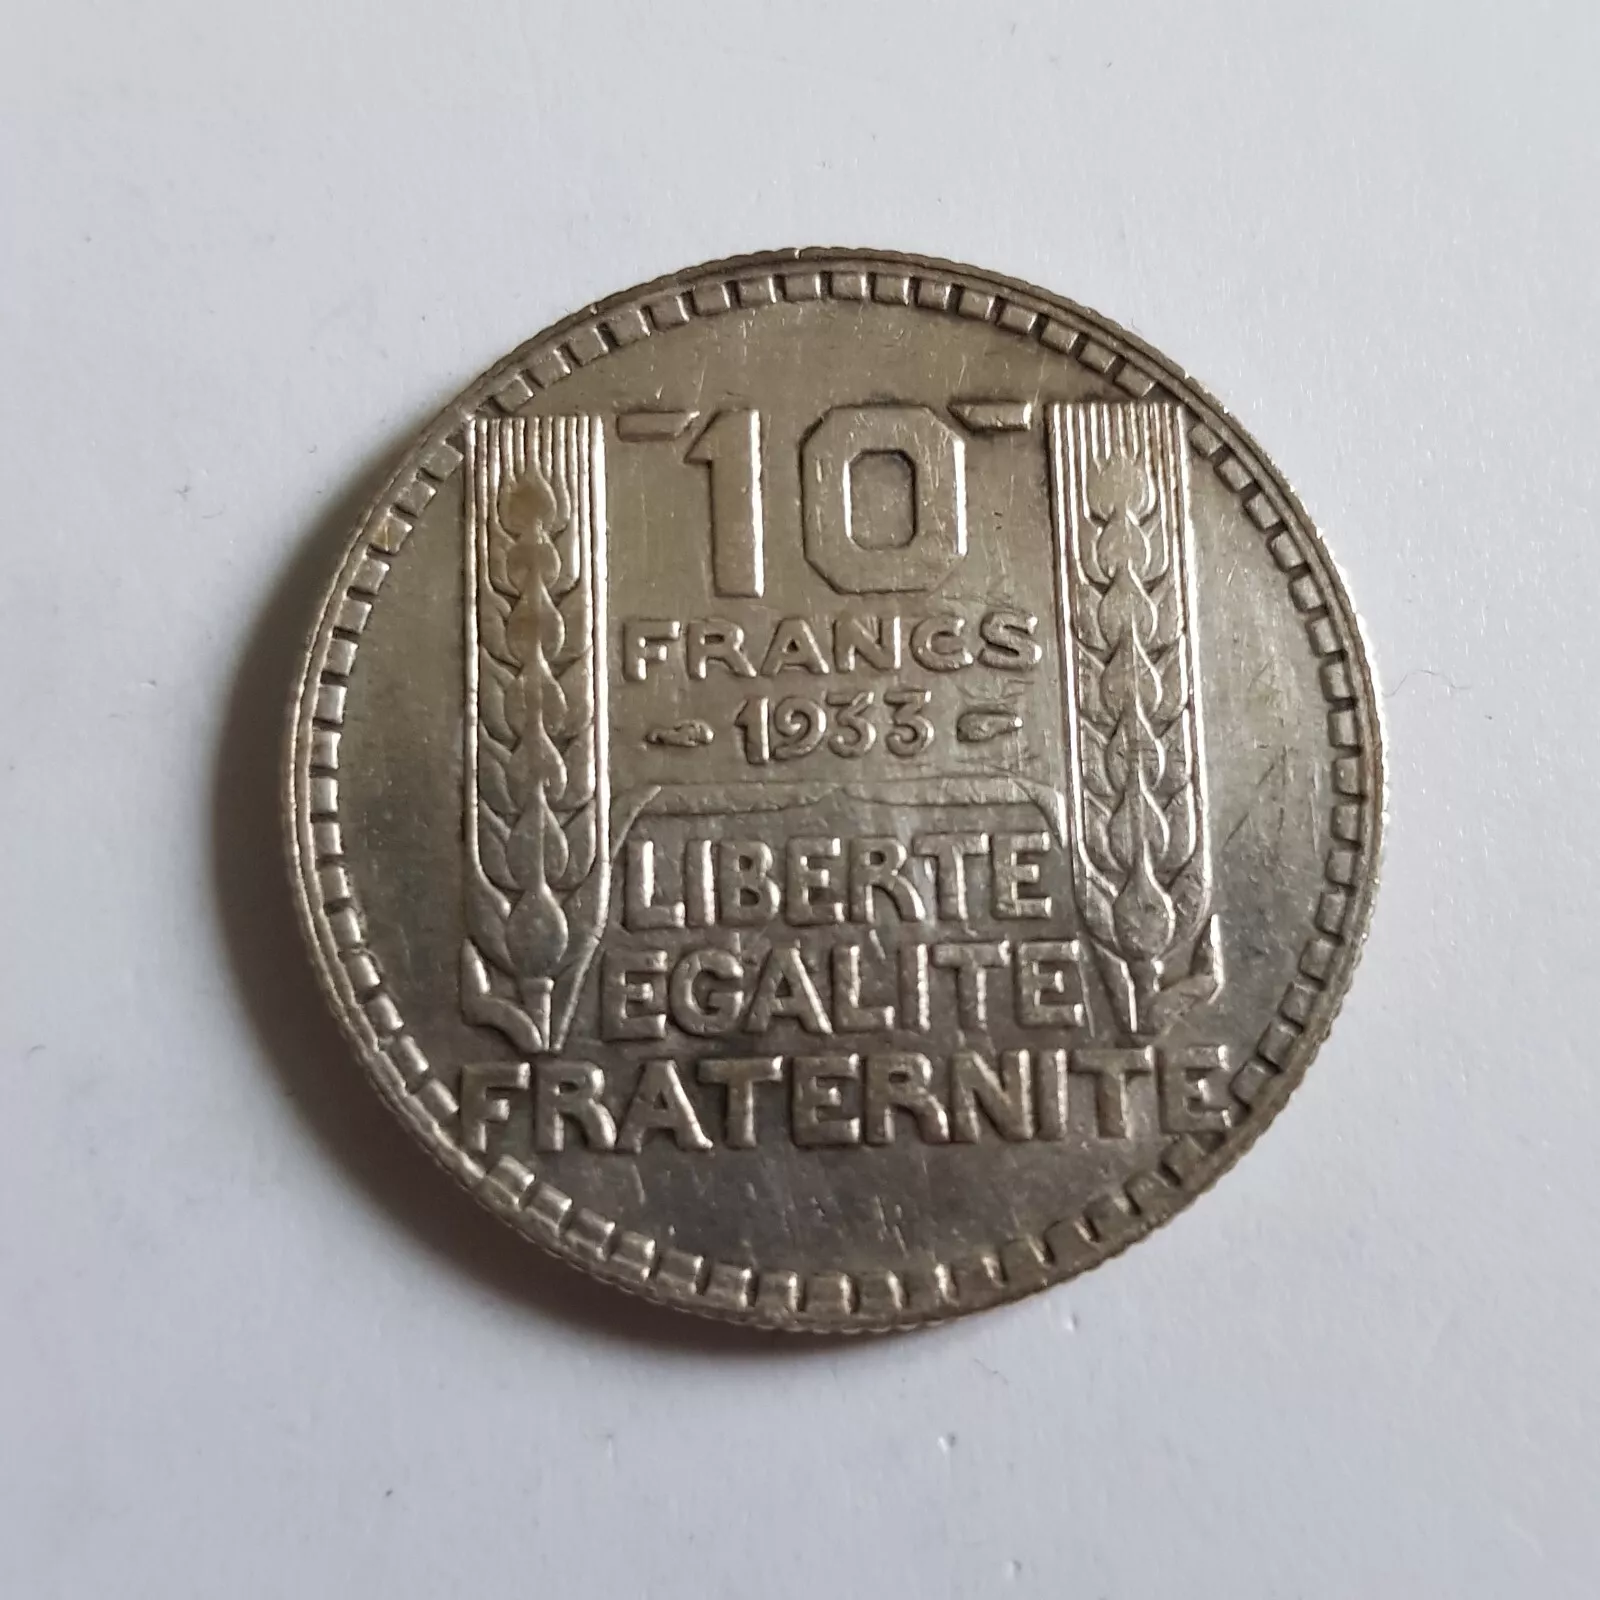 10
FRANCS
1933
LIBERTE
EGALITE
FRATERNITE